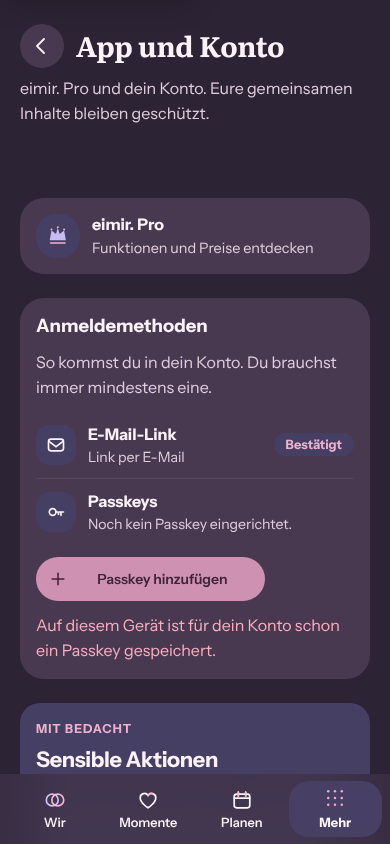 App und Konto
eimir. Pro und dein Konto. Eure gemeinsamen
Inhalte bleiben geschützt.
eimir. Pro
Funktionen und Preise entdecken
Anmeldemethoden
So kommst du in dein Konto. Du brauchst
immer mindestens eine.
E-Mail-Link
Bestätigt
Link per E-Mail
Passkeys
Noch kein Passkey eingerichtet.
Passkey hinzufügen
Auf diesem Gerät ist für dein Konto schon
ein Passkey gespeichert.
MIT BEDACHT
Sensible Aktionen
Wir
Momente
Planen
Mehr